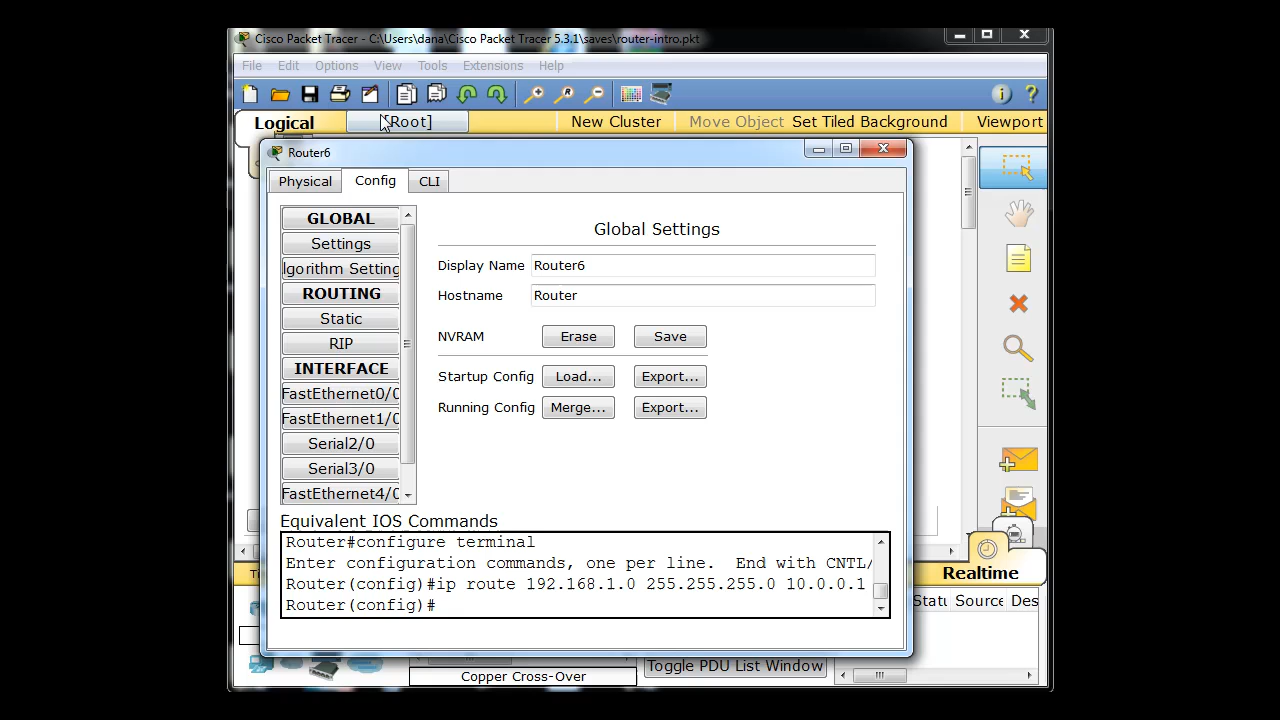 Cisco Packet Tracer - C:\Users\dana\Cisco Packet Tracer 5.3.1\saves\router-intro.pkt
File Edit Options View Tools Extensions Help
Logical [Root] New Cluster Move Object Set Tiled Background Viewport
Router6
Physical Config CLI
GLOBAL
Settings
lgorithm Setting
ROUTING
Static
RIP
INTERFACE
FastEthernet0/0
FastEthernet1/0
Serial2/0
Serial3/0
FastEthernet4/0
Global Settings
Display Name Router6
Hostname Router
NVRAM Erase Save
Startup Config Load... Export...
Running Config Merge... Export...
Equivalent IOS Commands
Router#configure terminal
Enter configuration commands, one per line. End with CNTL/
Router(config)#ip route 192.168.1.0 255.255.255.0 10.0.0.1
Router(config)#
Realtime
Source Des
Toggle PDU List Window
Copper Cross-Over